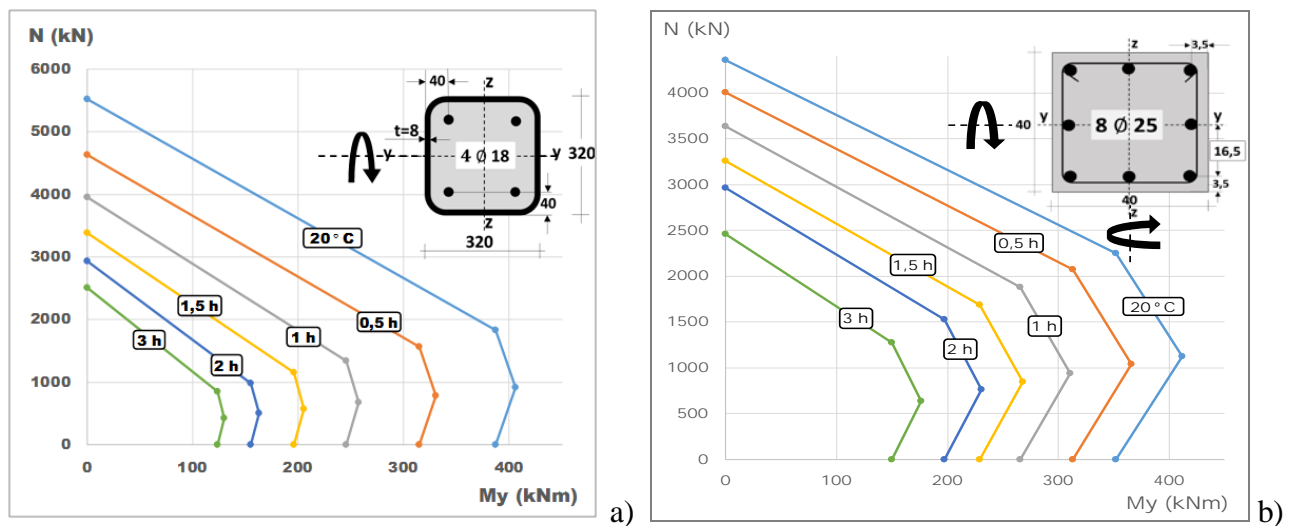 N (kN)
6000
5000
4000
3000
2000
1000
0
0
100
200
300
400
My (kNm)
20°C
0,5 h
1 h
1,5 h
2 h
3 h
40
z
t=8
y
4 Ø 18
y
320
40
z
320
a)
N (kN)
4000
3500
3000
2500
2000
1500
1000
500
0
0
100
200
300
400
My (kNm)
20°C
0,5 h
1 h
1,5 h
2 h
3 h
z
3,5
y
40
8 Ø 25
y
16,5
3,5
40
z
b)